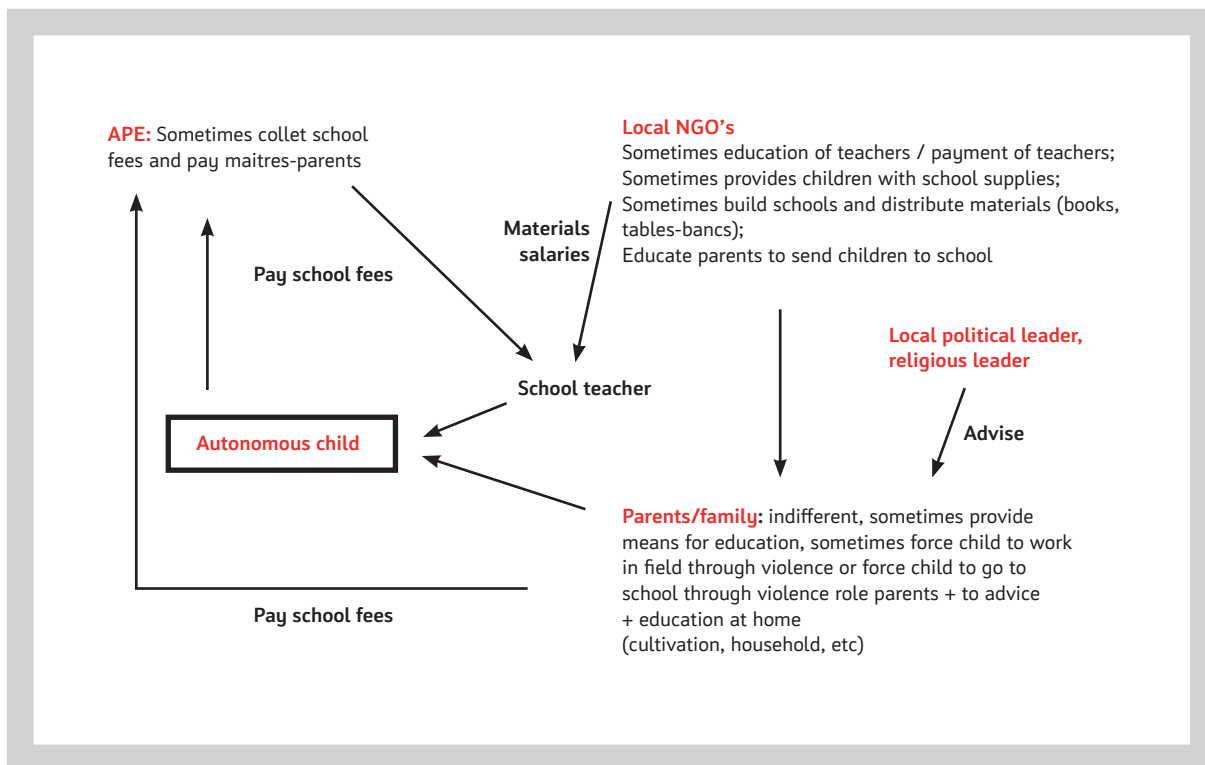 APE: Sometimes collet school
fees and pay maitres-parents
Local NGO’s
Sometimes education of teachers / payment of teachers;
Sometimes provides children with school supplies;
Sometimes build schools and distribute materials (books,
tables-bancs);
Educate parents to send children to school
Materials
salaries
Pay school fees
Local political leader,
religious leader
School teacher
Autonomous child
Advise
Parents/family: indifferent, sometimes provide
means for education, sometimes force child to work
in field through violence or force child to go to
school through violence role parents + to advice
+ education at home
(cultivation, household, etc)
Pay school fees